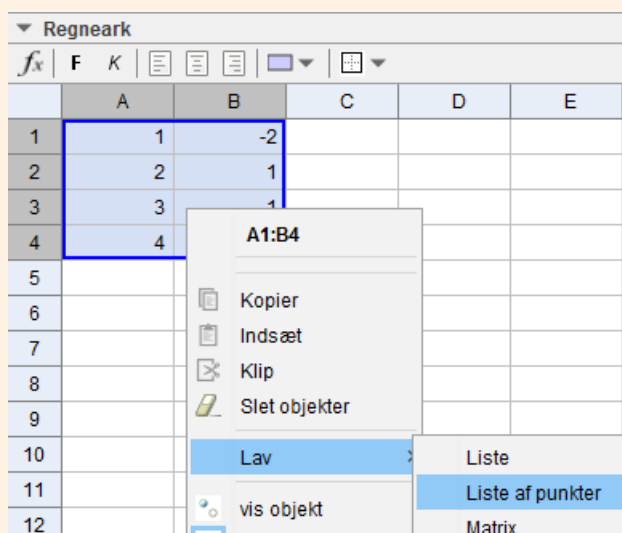 Regneark
fx F K
A B C D E
1 1 -2
2 2 1
3 3 1
4 4
A1:B4
5
6 Kopier
7 Indsæt
8 Klip
9 Slet objekter
10 Lav Liste
11 vis objekt Liste af punkter
12 Matrix